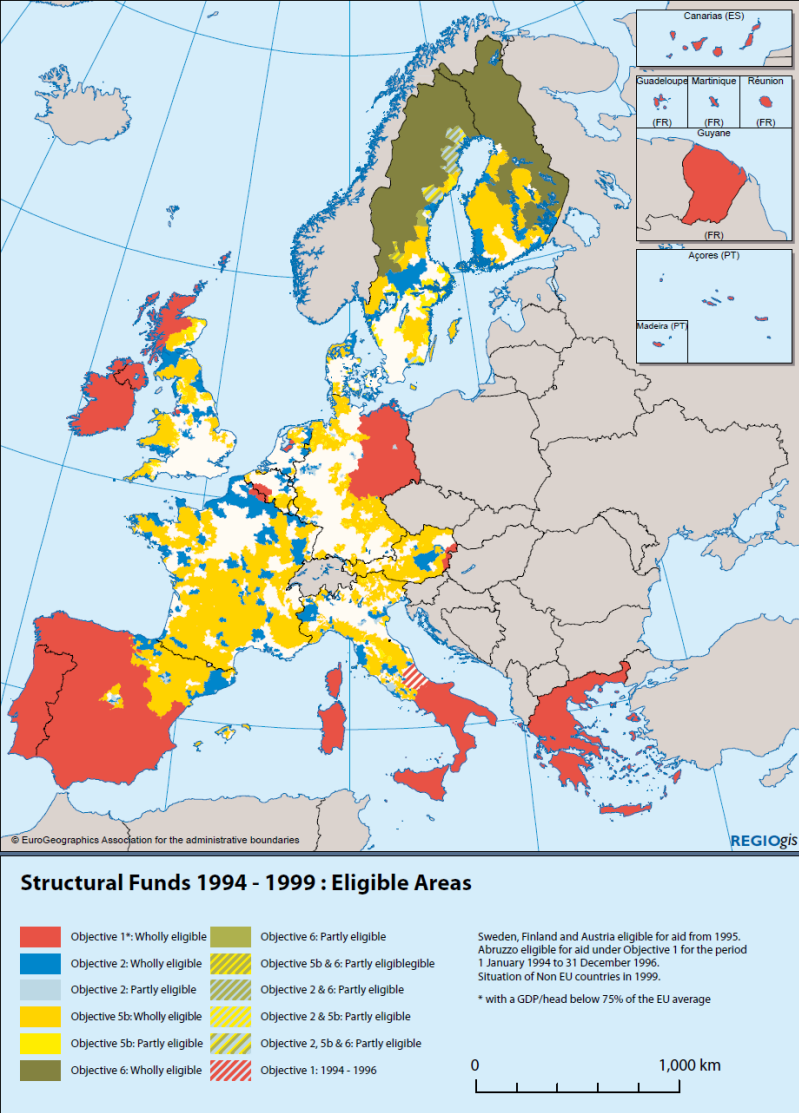 Canarias (ES)
Guadeloupe Martinique Réunion
(FR) (FR) (FR)
Guyane
(FR)
Açores (PT)
Madeira (PT)
© EuroGeographics Association for the administrative boundaries
REGIOgis
Structural Funds 1994 - 1999 : Eligible Areas
Objective 1*: Wholly eligible
Objective 2: Wholly eligible
Objective 2: Partly eligible
Objective 5b: Wholly eligible
Objective 5b: Partly eligible
Objective 6: Wholly eligible
Objective 6: Partly eligible
Objective 5b & 6: Partly eligiblegible
Objective 2 & 6: Partly eligible
Objective 2 & 5b: Partly eligible
Objective 2, 5b & 6: Partly eligible
Objective 1: 1994 - 1996
Sweden, Finland and Austria eligible for aid from 1995.
Abruzzo eligible for aid under Objective 1 for the period
1 January 1994 to 31 December 1996.
Situation of Non EU countries in 1999.
* with a GDP/head below 75% of the EU average
0 1,000 km